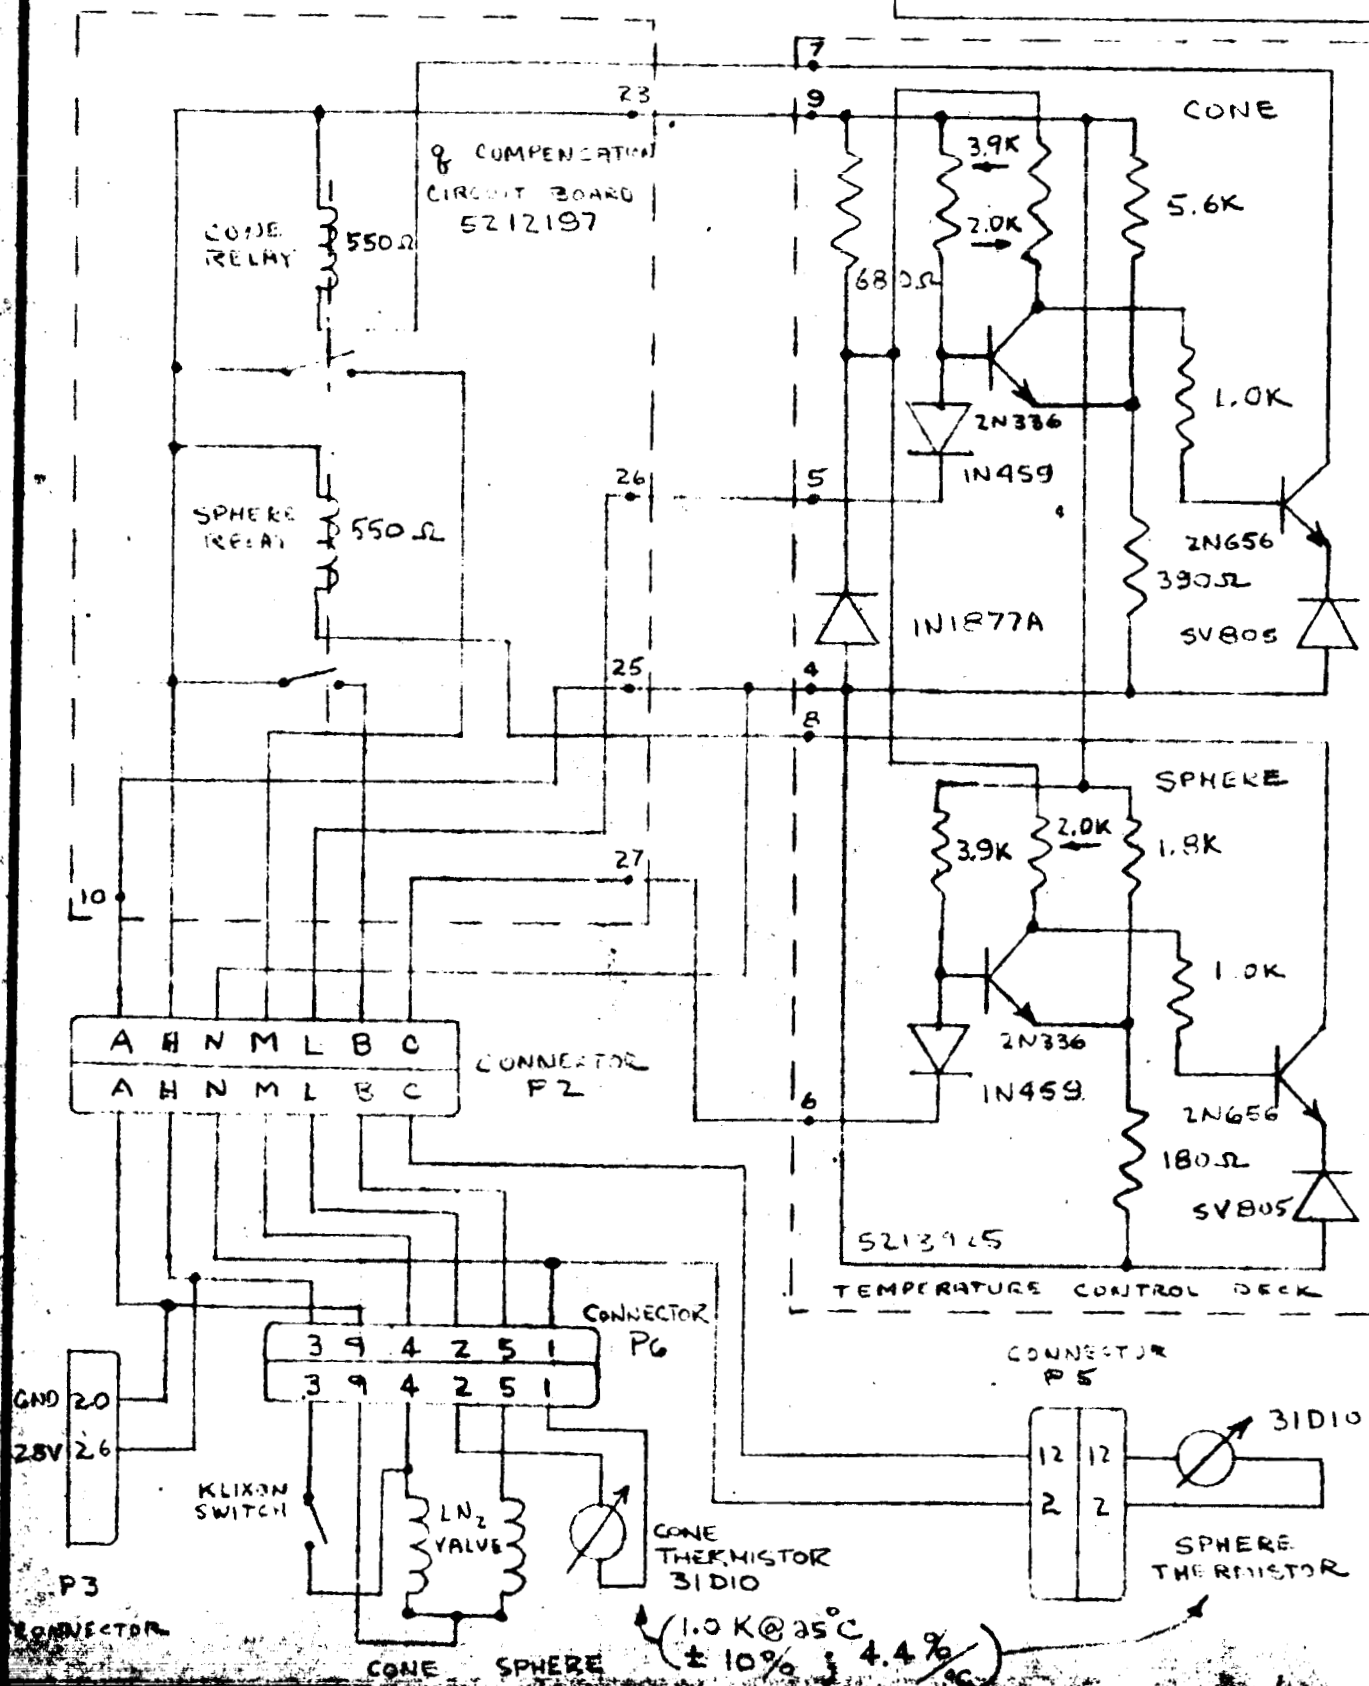 7
23
9
CONE
& COMPENSATION
CIRCUIT BOARD
5212197
3.9K
2.0K
5.6K
CONE
RELAY
550Ω
680Ω
1.0K
2N336
1N459
26
5
SPHERE
RELAY
550Ω
2N656
390Ω
1N1877A
SV805
25
4
8
SPHERE
3.9K
2.0K
1.8K
27
10
1.0K
A H N M L B C
CONNECTOR
P2
A H N M L B C
2N336
1N459
6
2N656
180Ω
SV805
TEMPERATURE CONTROL DECK
CONNECTOR
P6
3 9 4 2 5 1
3 9 4 2 5 1
CONNECTOR
P5
GND 20
28V 26
31D10
12 12
2 2
KLIXON
SWITCH
LN2
VALVE
CONE
THERMISTOR
31D10
SPHERE
THERMISTOR
P3
CONNECTOR
(1.0 K @ 25°C
± 10% ; 4.4%/°C)
CONE SPHERE